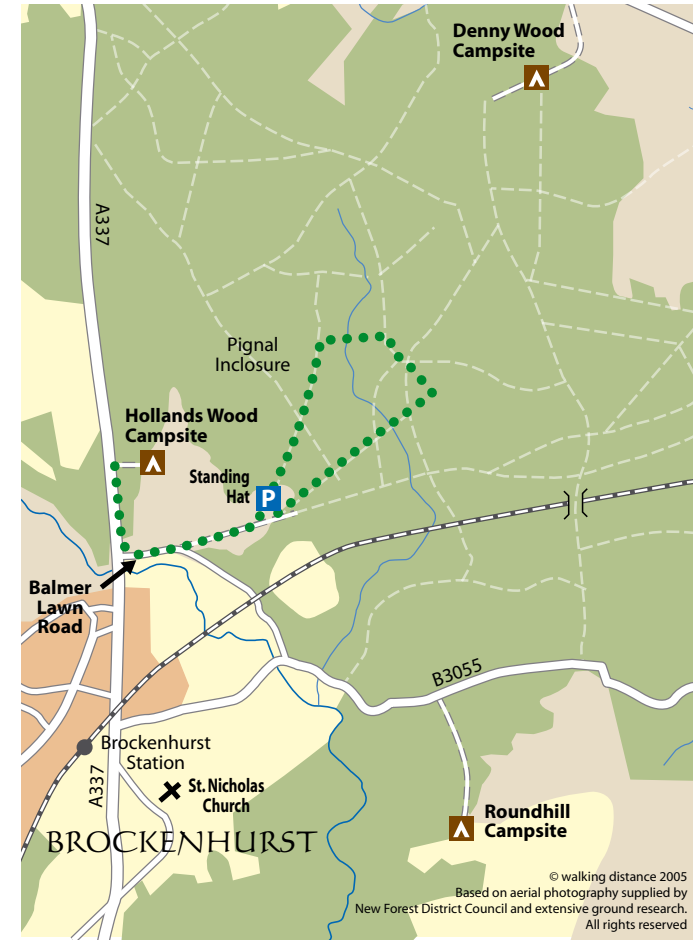 Denny Wood
Campsite
A337
Pignal
Inclosure
Hollands Wood
Campsite
Standing
Hat
P
Balmer
Lawn
Road
B3055
Brockenhurst
Station
A337
St. Nicholas
Church
BROCKENHURST
Roundhill
Campsite
© walking distance 2005
Based on aerial photography supplied by
New Forest District Council and extensive ground research.
All rights reserved